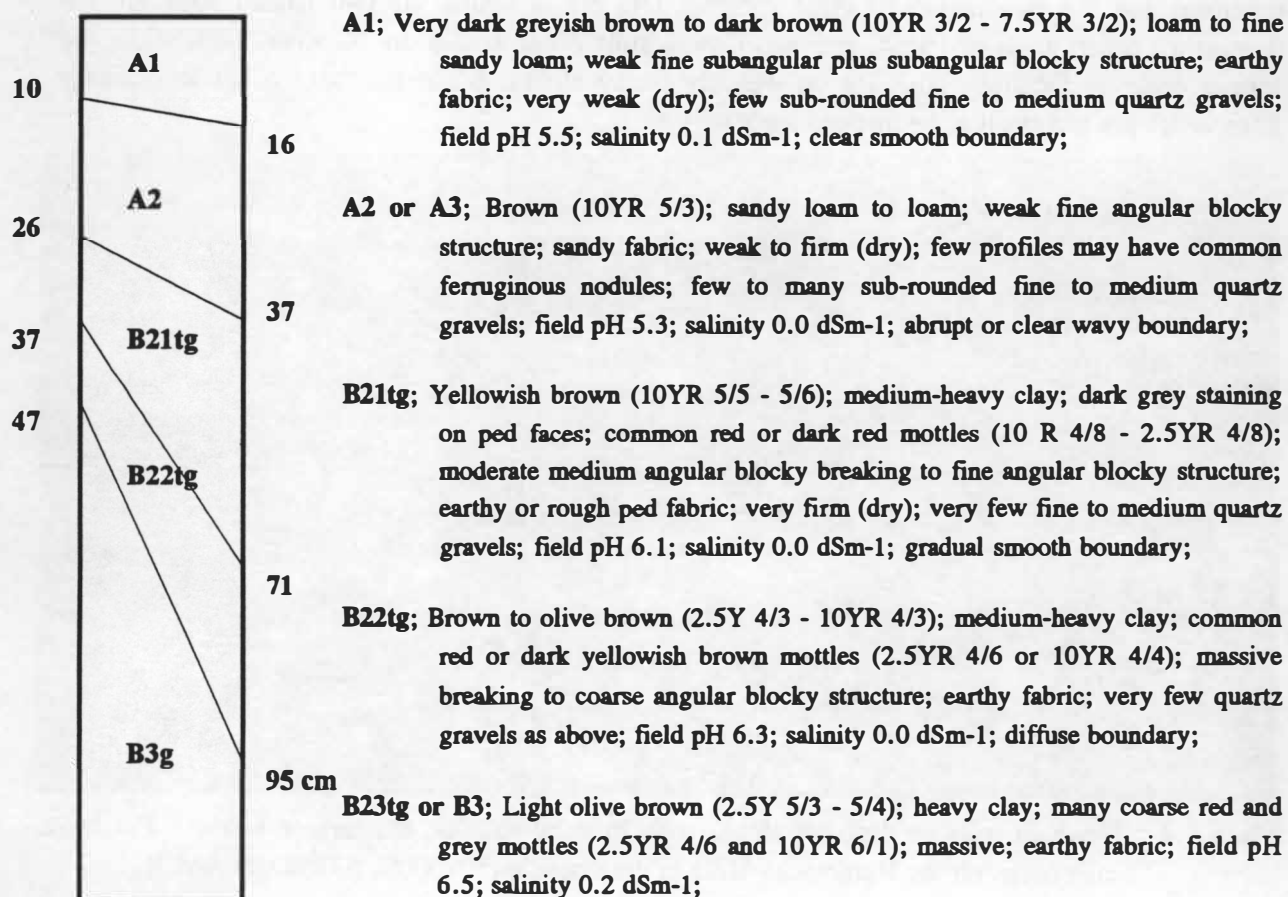 A1
10
16
A2
26
37
37
B21tg
47
B22tg
71
B3g
95 cm
A1; Very dark greyish brown to dark brown (10YR 3/2 - 7.5YR 3/2); loam to fine
sandy loam; weak fine subangular plus subangular blocky structure; earthy
fabric; very weak (dry); few sub-rounded fine to medium quartz gravels;
field pH 5.5; salinity 0.1 dSm-1; clear smooth boundary;
A2 or A3; Brown (10YR 5/3); sandy loam to loam; weak fine angular blocky
structure; sandy fabric; weak to firm (dry); few profiles may have common
ferruginous nodules; few to many sub-rounded fine to medium quartz
gravels; field pH 5.3; salinity 0.0 dSm-1; abrupt or clear wavy boundary;
B21tg; Yellowish brown (10YR 5/5 - 5/6); medium-heavy clay; dark grey staining
on ped faces; common red or dark red mottles (10 R 4/8 - 2.5YR 4/8);
moderate medium angular blocky breaking to fine angular blocky structure;
earthy or rough ped fabric; very firm (dry); very few fine to medium quartz
gravels; field pH 6.1; salinity 0.0 dSm-1; gradual smooth boundary;
B22tg; Brown to olive brown (2.5Y 4/3 - 10YR 4/3); medium-heavy clay; common
red or dark yellowish brown mottles (2.5YR 4/6 or 10YR 4/4); massive
breaking to coarse angular blocky structure; earthy fabric; very few quartz
gravels as above; field pH 6.3; salinity 0.0 dSm-1; diffuse boundary;
B23tg or B3; Light olive brown (2.5Y 5/3 - 5/4); heavy clay; many coarse red and
grey mottles (2.5YR 4/6 and 10YR 6/1); massive; earthy fabric; field pH
6.5; salinity 0.2 dSm-1;